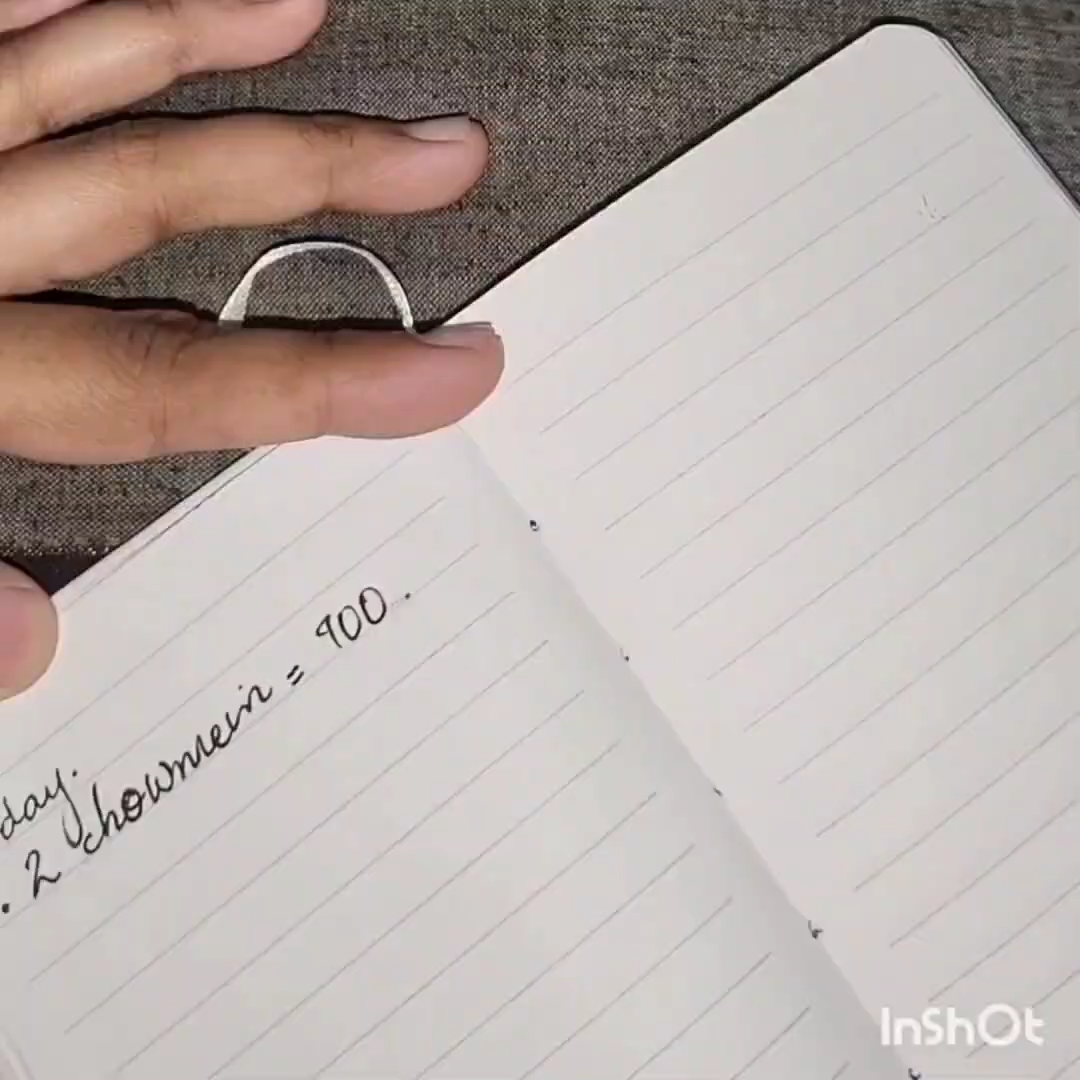 day.
. 2 chowmein = 900.
InShOt